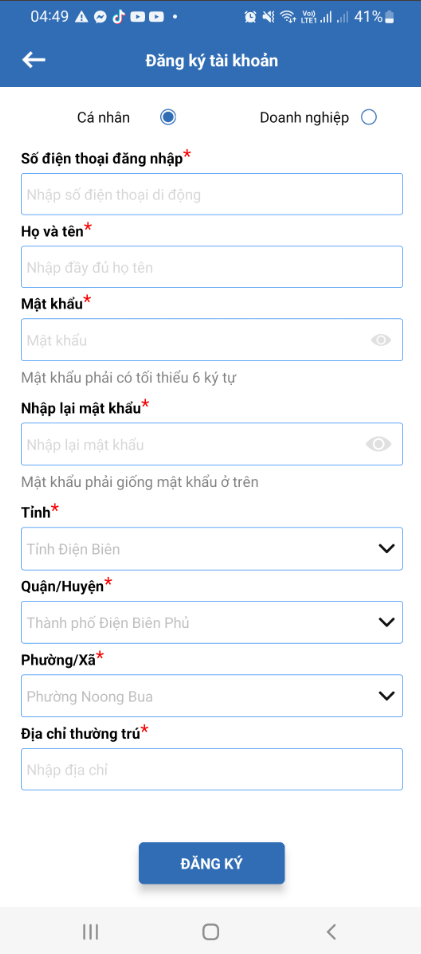 04:49
Vo)) LTE1 41%
Đăng ký tài khoản
Cá nhân Doanh nghiệp
Số điện thoại đăng nhập*
Nhập số điện thoại di động
Họ và tên*
Nhập đầy đủ họ tên
Mật khẩu*
Mật khẩu
Mật khẩu phải có tối thiểu 6 ký tự
Nhập lại mật khẩu*
Nhập lại mật khẩu
Mật khẩu phải giống mật khẩu ở trên
Tỉnh*
Tỉnh Điện Biên
Quận/Huyện*
Thành phố Điện Biên Phủ
Phường/Xã*
Phường Noong Bua
Địa chỉ thường trú*
Nhập địa chỉ
ĐĂNG KÝ